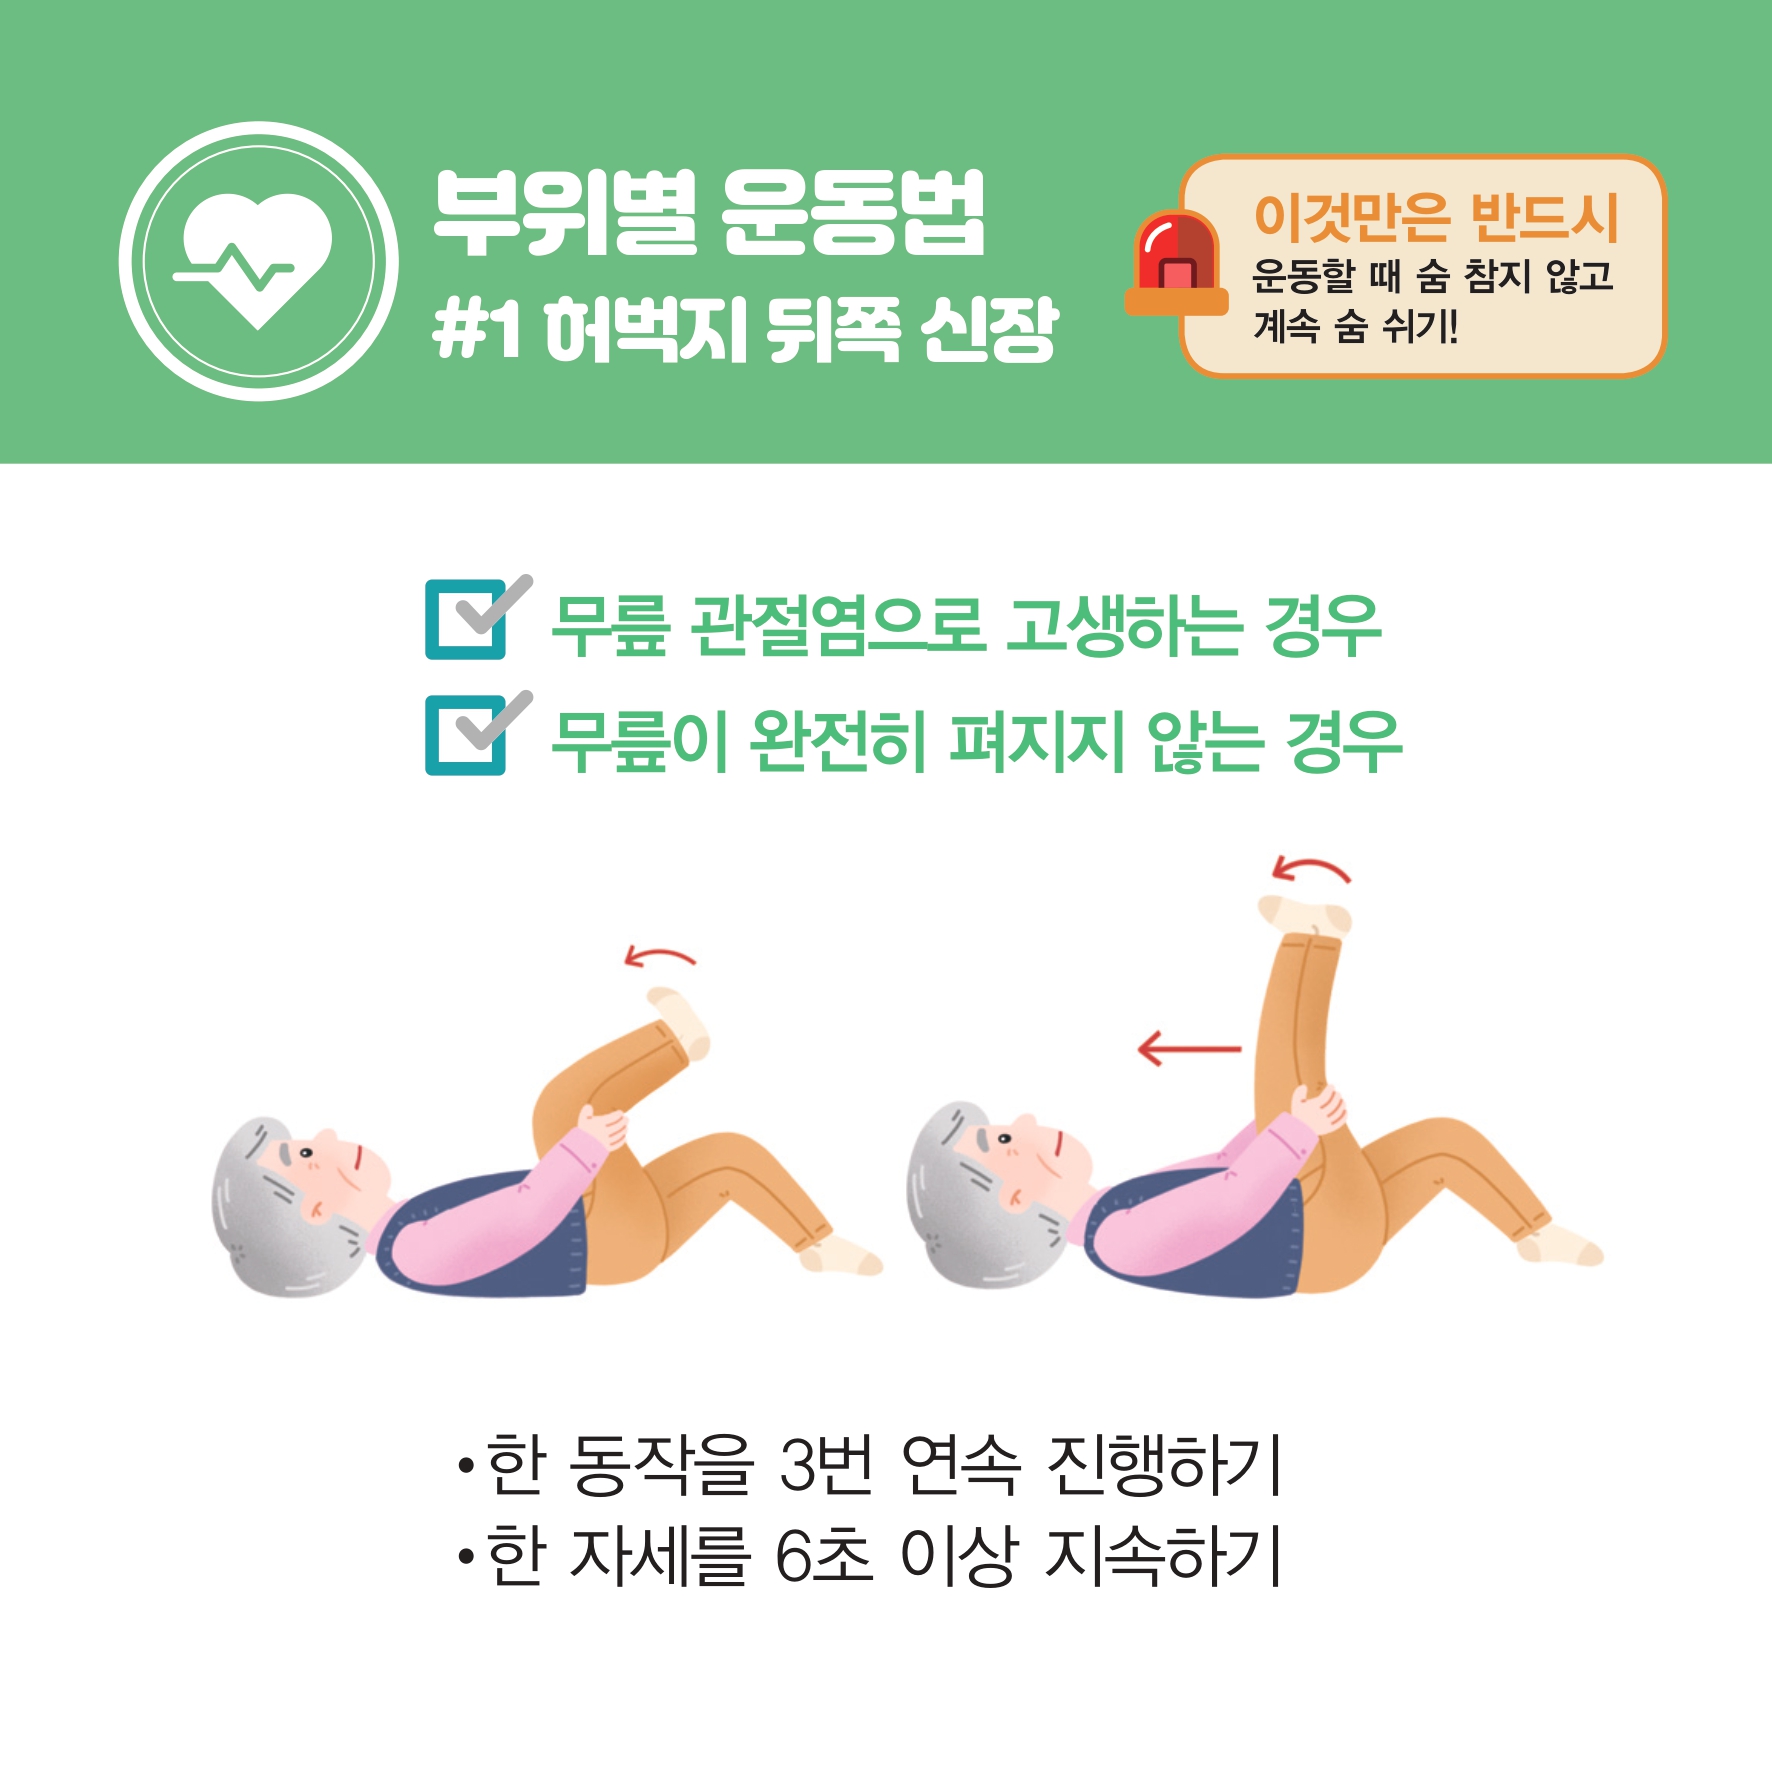 부위별 운동법
#1 허벅지 뒤쪽 신장
이것만은 반드시
운동할 때 숨 참지 않고
계속 숨 쉬기!
무릎 관절염으로 고생하는 경우
무릎이 완전히 펴지지 않는 경우
• 한 동작을 3번 연속 진행하기
• 한 자세를 6초 이상 지속하기